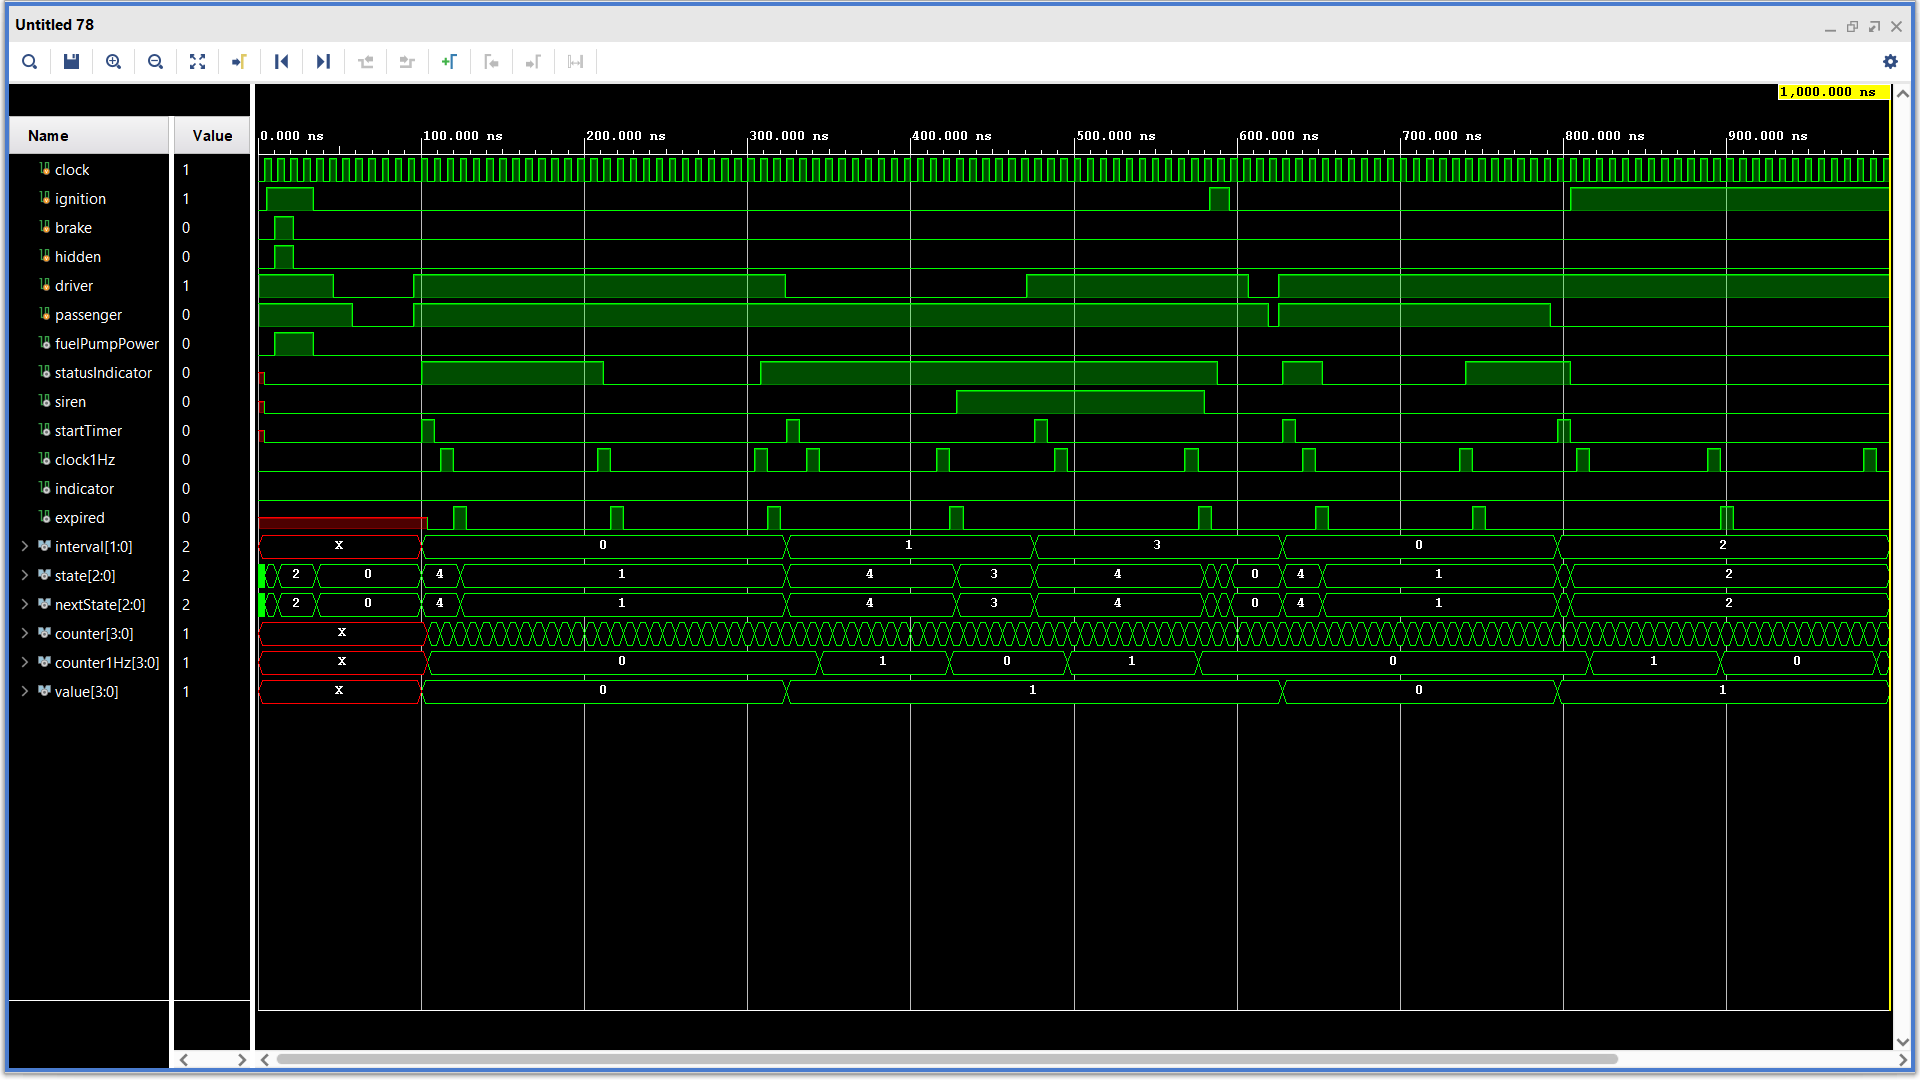 Untitled 78
1,000.000 ns
Name Value 0.000 ns 100.000 ns 200.000 ns 300.000 ns 400.000 ns 500.000 ns 600.000 ns 700.000 ns 800.000 ns 900.000 ns
clock 1
ignition 1
brake 0
hidden 0
driver 1
passenger 0
fuelPumpPower 0
statusIndicator 0
siren 0
startTimer 0
clock1Hz 0
indicator 0
expired 0
interval[1:0] 2 X 0 1 3 0 2
state[2:0] 2 2 0 4 1 4 3 4 0 4 1 2
nextState[2:0] 2 2 0 4 1 4 3 4 0 4 1 2
counter[3:0] 1 X
counter1Hz[3:0] 1 X 0 1 0 1 0 1 0
value[3:0] 1 X 0 1 0 1